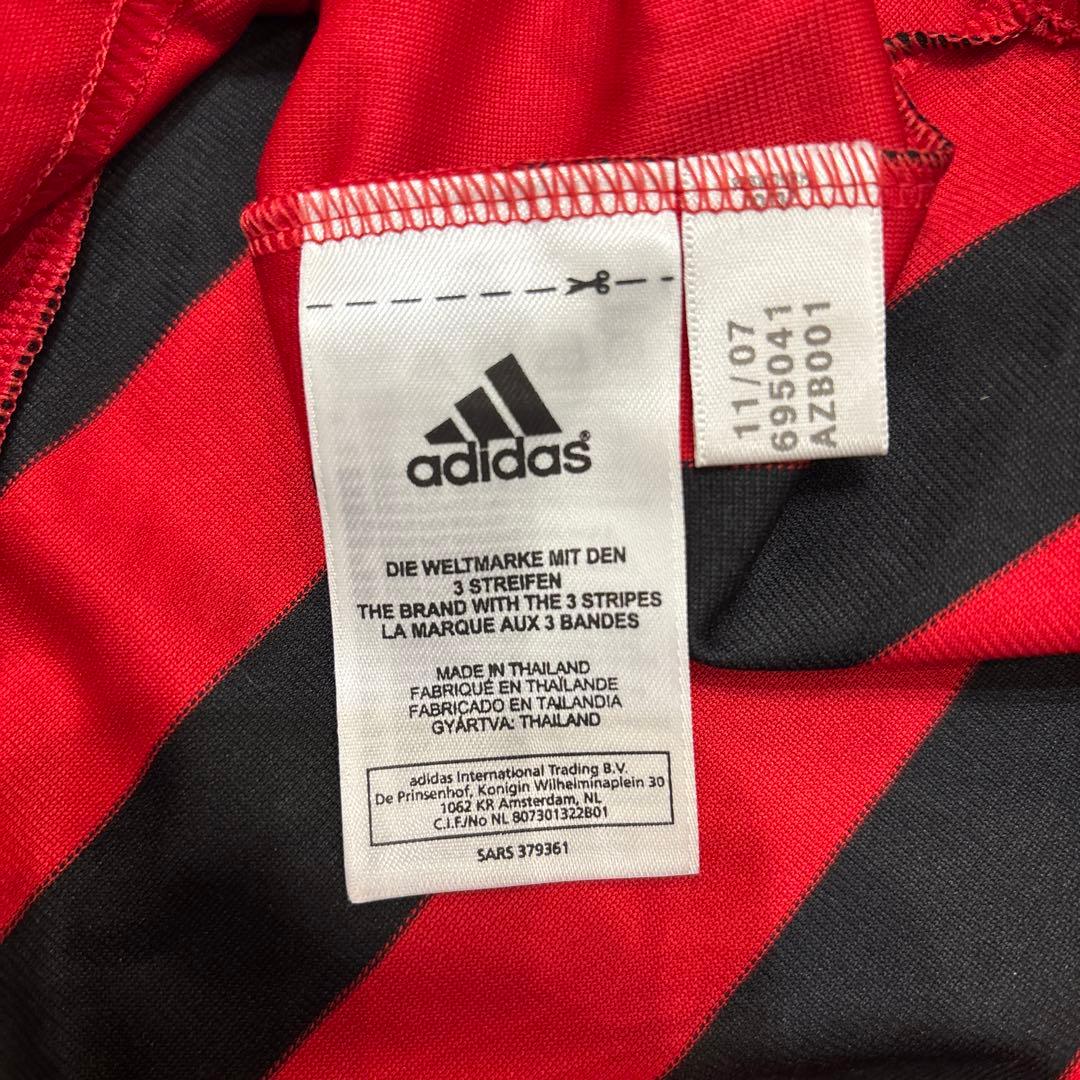 adidas®
DIE WELTMARKE MIT DEN
3 STREIFEN
THE BRAND WITH THE 3 STRIPES
LA MARQUE AUX 3 BANDES
MADE IN THAILAND
FABRIQUÉ EN THAÏLANDE
FABRICADO EN TAILANDIA
GYÁRTVA: THAILAND
adidas International Trading B.V.
De Prinsenhof, Konigin Wilhelminaplein 30
1062 KR Amsterdam, NL
C.I.F./No NL 807301322B01
SARS 379361
11/07
695041
AZB001